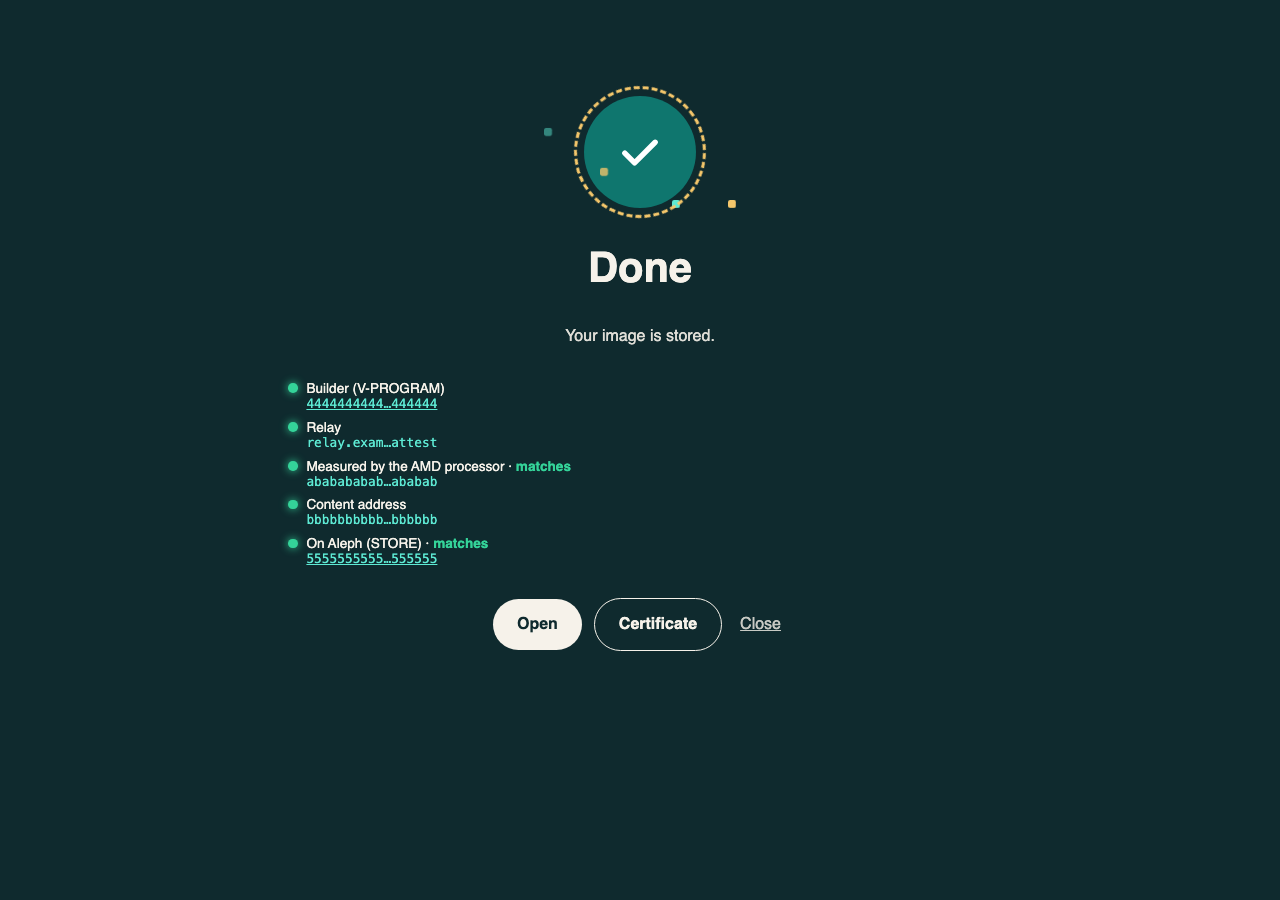 Done
Your image is stored.
Builder (V-PROGRAM)
4444444444…444444
Relay
relay.exam…attest
Measured by the AMD processor · matches
ababababab…ababab
Content address
bbbbbbbbbb…bbbbbb
On Aleph (STORE) · matches
5555555555…555555
Open Certificate Close